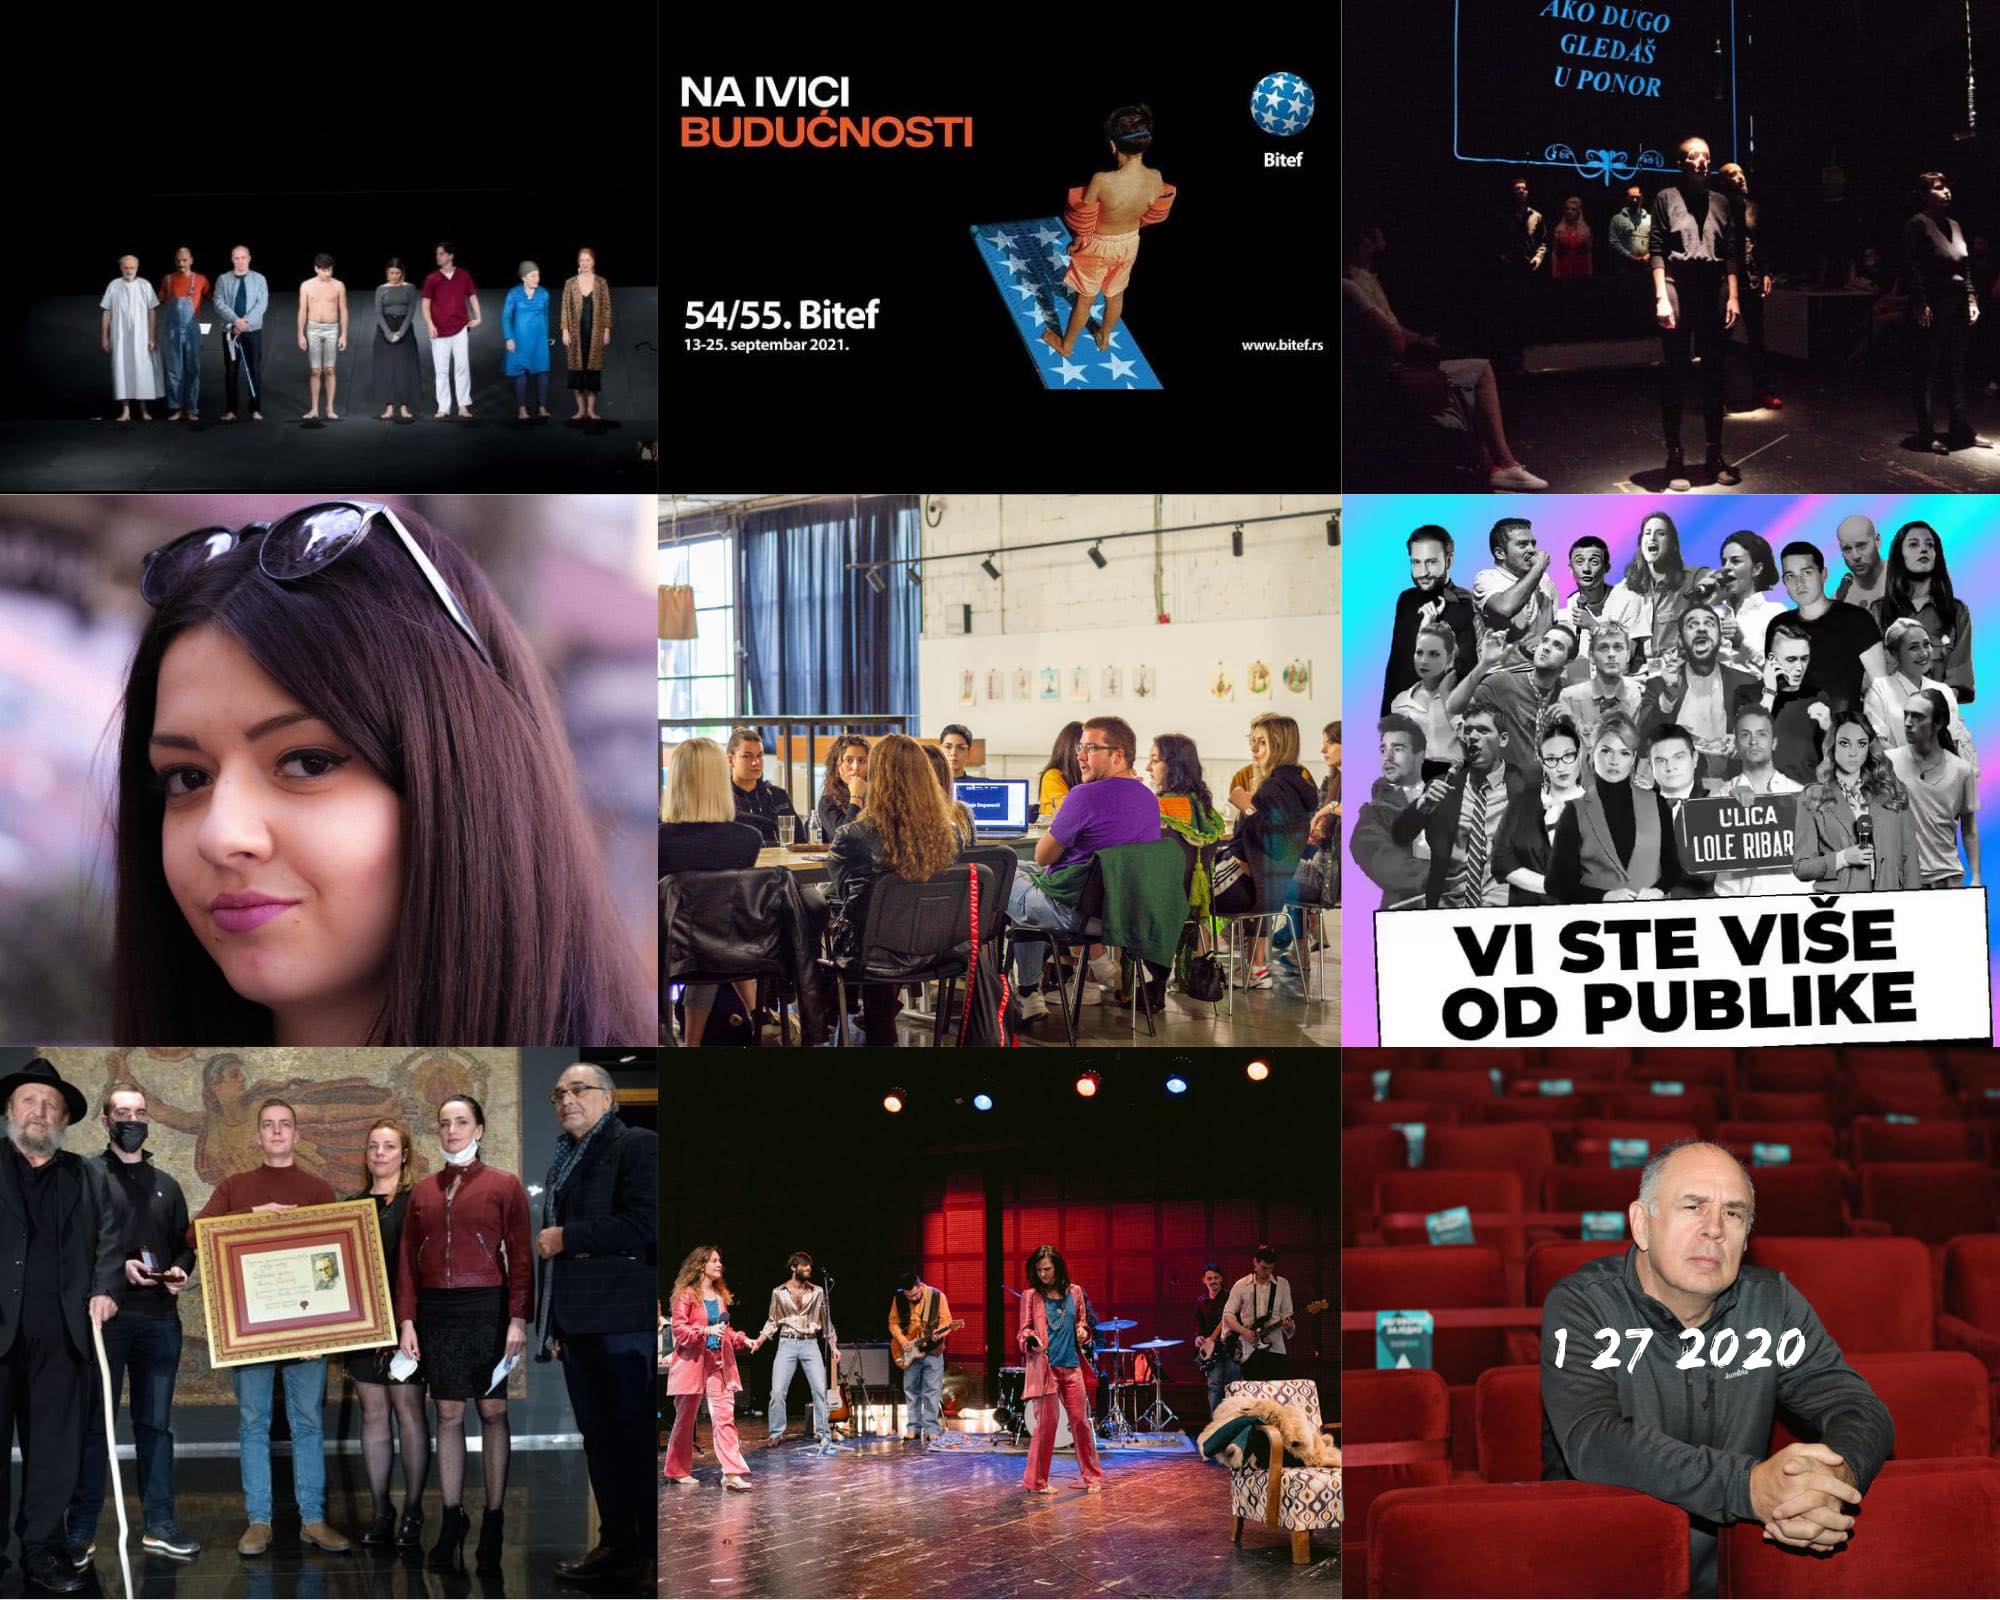 NA IVICI
BUDUĆNOSTI
Bitef
54/55. Bitef
13-25. septembar 2021.
www.bitef.rs
AKO DUGO
GLEDAŠ
U PONOR
ULICA
LOLE RIBAR
VI STE VIŠE
OD PUBLIKE
1 27 2020